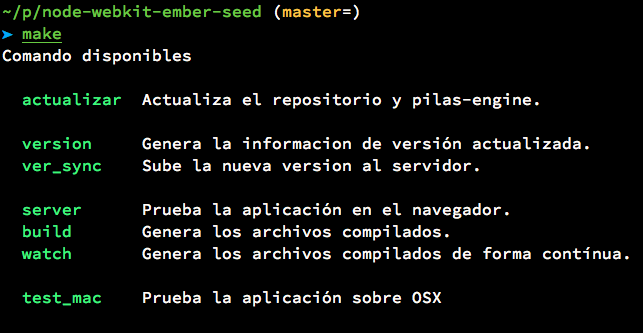 ~/p/node-webkit-ember-seed (master=)
➤ make
Comando disponibles
actualizar Actualiza el repositorio y pilas-engine.
version Genera la informacion de versión actualizada.
ver_sync Sube la nueva version al servidor.
server Prueba la aplicación en el navegador.
build Genera los archivos compilados.
watch Genera los archivos compilados de forma contínua.
test_mac Prueba la aplicación sobre OSX